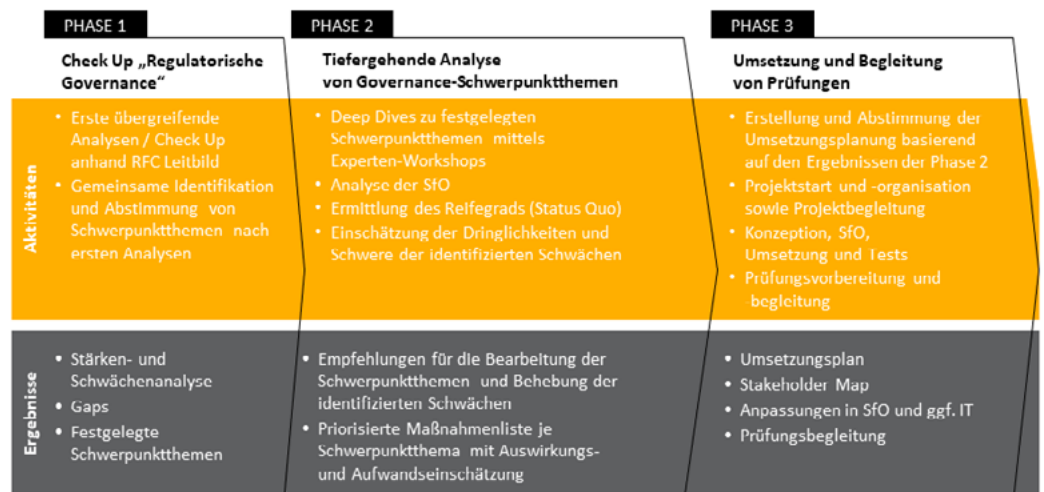 PHASE 1
Check Up „Regulatorische
Governance“
PHASE 2
Tiefergehende Analyse
von Governance-Schwerpunktthemen
PHASE 3
Umsetzung und Begleitung
von Prüfungen
Aktivitäten
• Erste übergreifende
Analysen / Check Up
anhand RFC Leitbild
• Gemeinsame Identifikation
und Abstimmung von
Schwerpunktthemen nach
ersten Analysen
• Deep Dives zu festgelegten
Schwerpunktthemen mittels
Experten-Workshops
• Analyse der SfO
• Ermittlung des Reifegrads (Status Quo)
• Einschätzung der Dringlichkeiten und
Schwere der identifizierten Schwächen
• Erstellung und Abstimmung der
Umsetzungsplanung basierend
auf den Ergebnissen der Phase 2
• Projektstart und -organisation
sowie Projektbegleitung
• Konzeption, SfO,
Umsetzung und Tests
• Prüfungsvorbereitung und
-begleitung
Ergebnisse
• Stärken- und
Schwächenanalyse
• Gaps
• Festgelegte
Schwerpunktthemen
• Empfehlungen für die Bearbeitung der
Schwerpunktthemen und Behebung der
identifizierten Schwächen
• Priorisierte Maßnahmenliste je
Schwerpunktthema mit Auswirkungs-
und Aufwandseinschätzung
• Umsetzungsplan
• Stakeholder Map
• Anpassungen in SfO und ggf. IT
• Prüfungsbegleitung